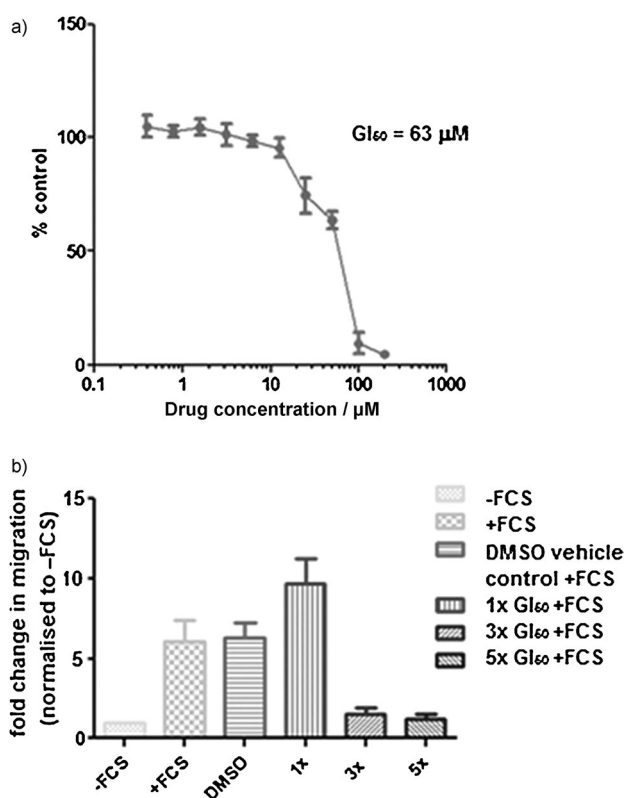 a)
150
100
50
0
% control
GI₅₀ = 63 µM
0.1 1 10 100 1000
Drug concentration / µM
b)
15
10
5
0
fold change in migration
(normalised to –FCS)
-FCS
+FCS
DMSO
1x
3x
5x
-FCS
+FCS
DMSO vehicle
control +FCS
1x GI₅₀ +FCS
3x GI₅₀ +FCS
5x GI₅₀ +FCS